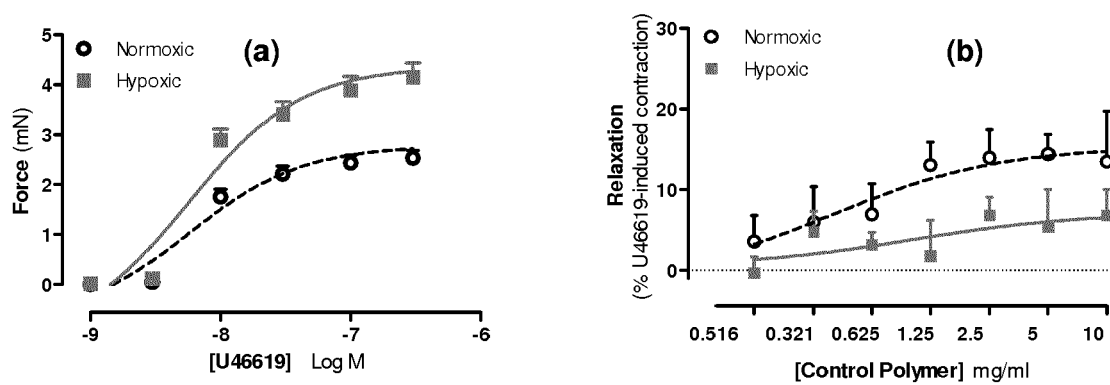 (a)
Normoxic
Hypoxic
Force (mN)
5
4
3
2
1
0
-9 -8 -7 -6
[U46619] Log M
(b)
Normoxic
Hypoxic
Relaxation
(% U46619-induced contraction)
30
20
10
0
0.516 0.321 0.625 1.25 2.5 5 10
[Control Polymer] mg/ml